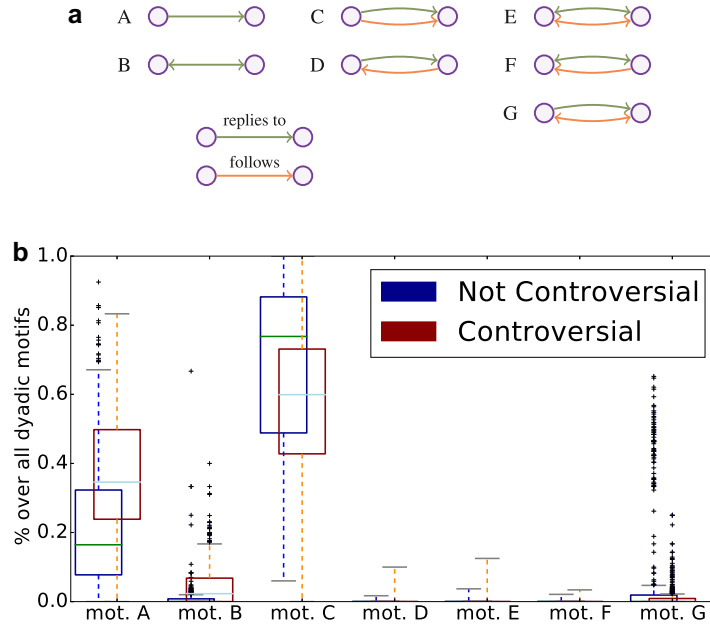 a
A C E
B D F
G
replies to
follows
b
1.0
0.8
0.6
0.4
0.2
0.0
% over all dyadic motifs
Not Controversial
Controversial
mot. A mot. B mot. C mot. D mot. E mot. F mot. G